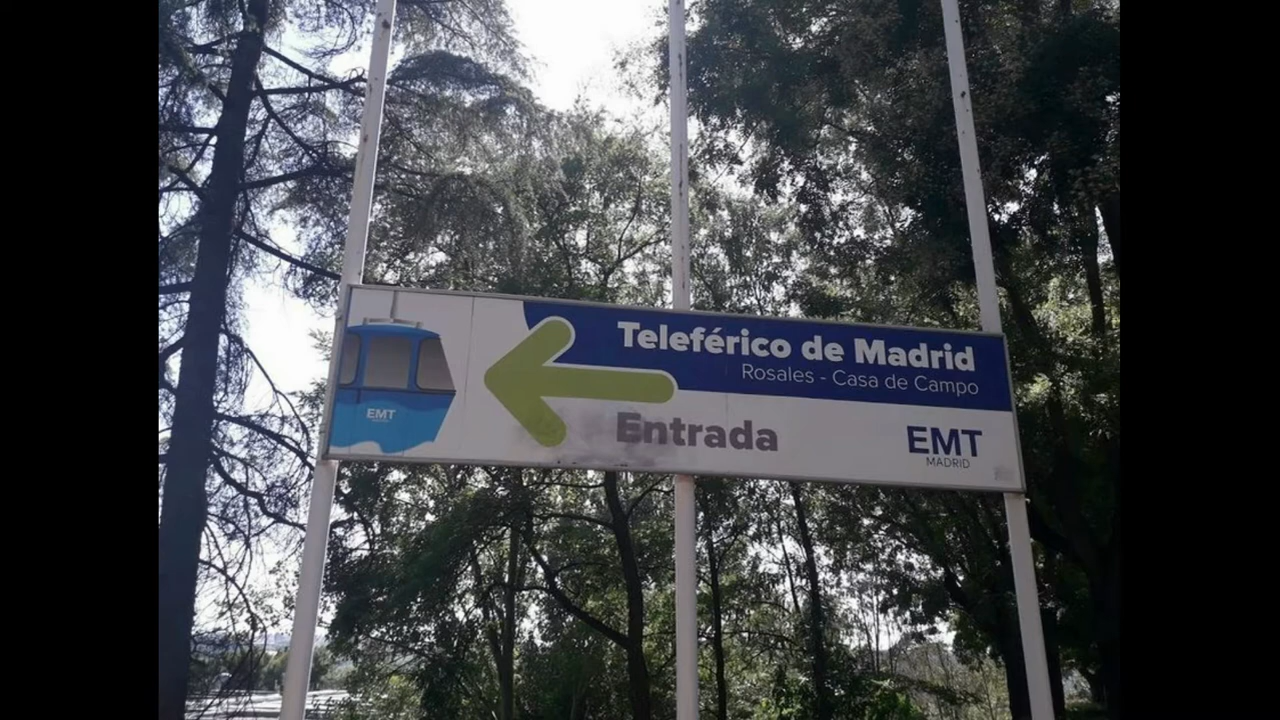 Teleférico de Madrid
Rosales - Casa de Campo
Entrada
EMT
MADRID
EMT